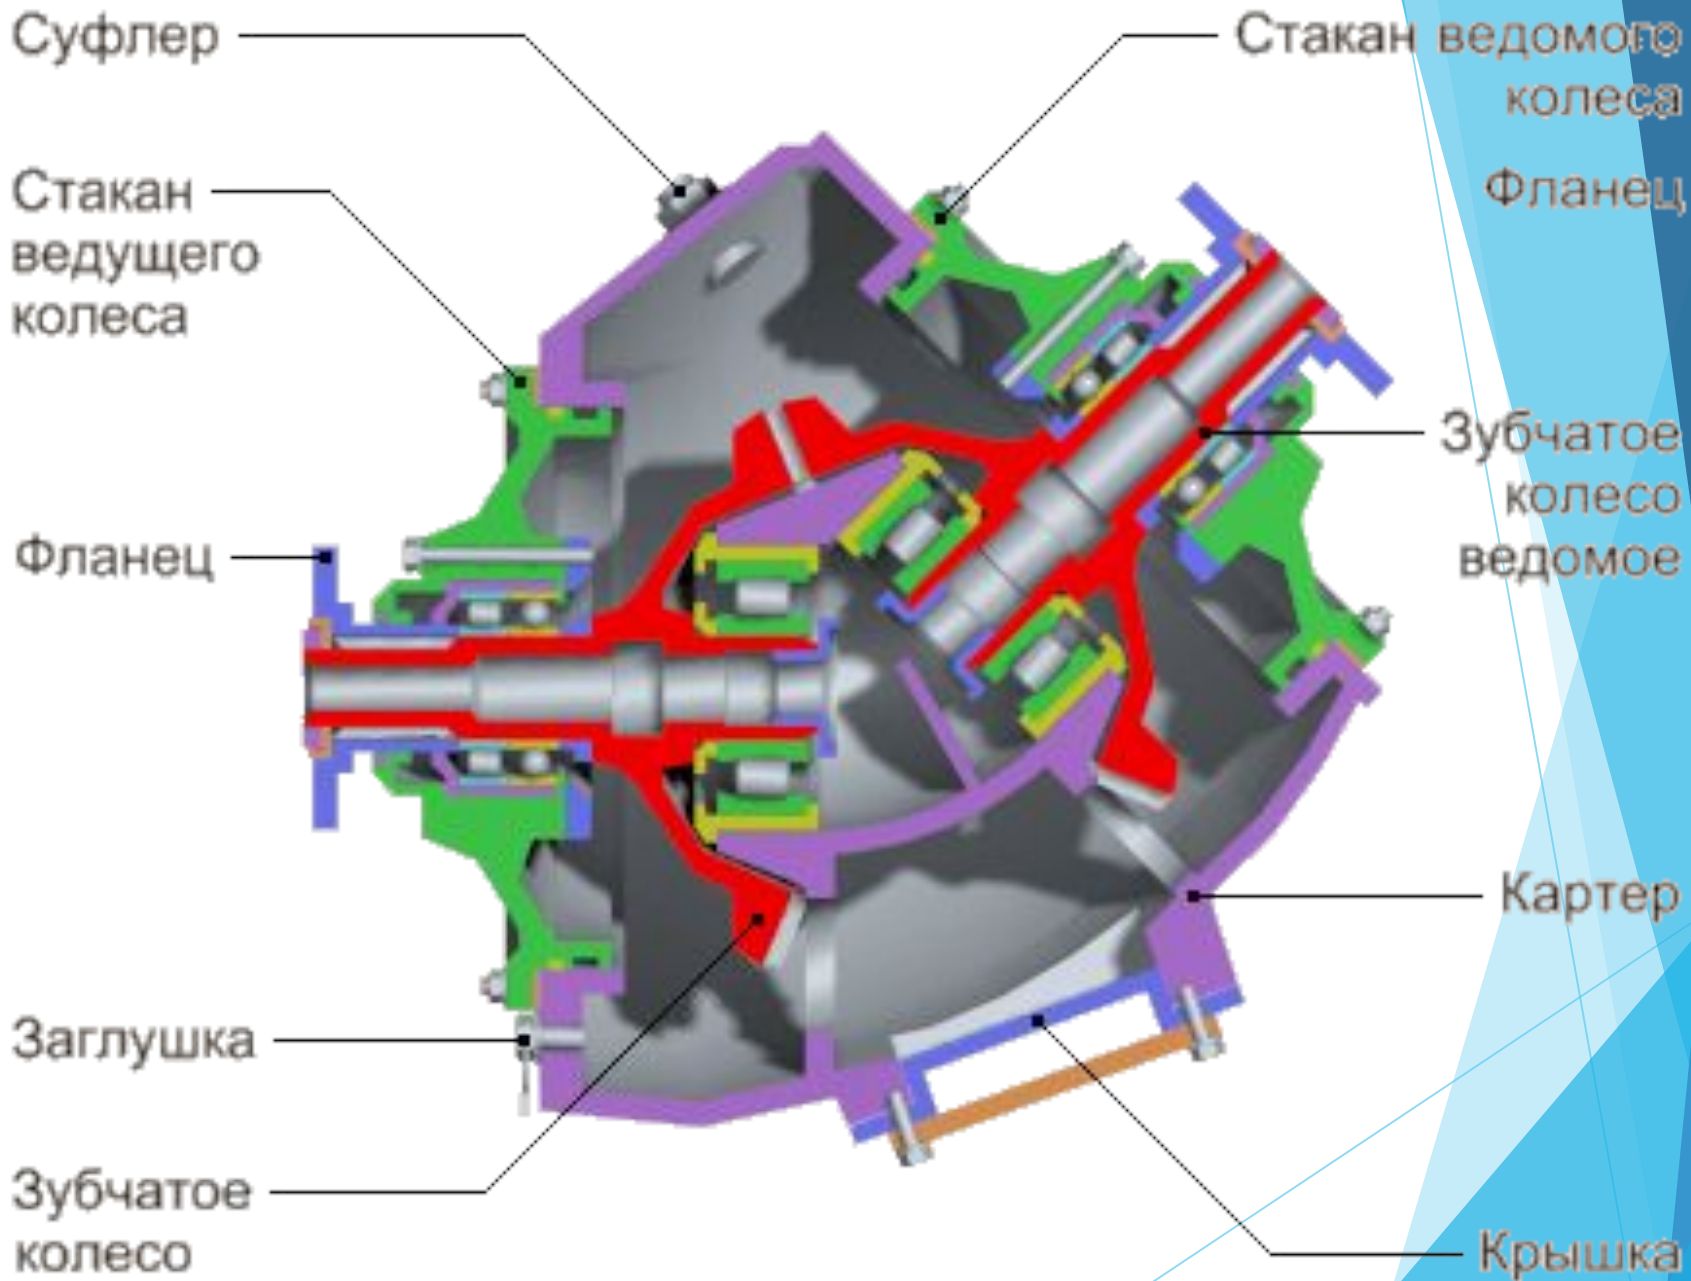 Суфлер
Стакан
ведущего
колеса
Фланец
Заглушка
Зубчатое
колесо
Стакан ведомого
колеса
Фланец
Зубчатое
колесо
ведомое
Картер
Крышка